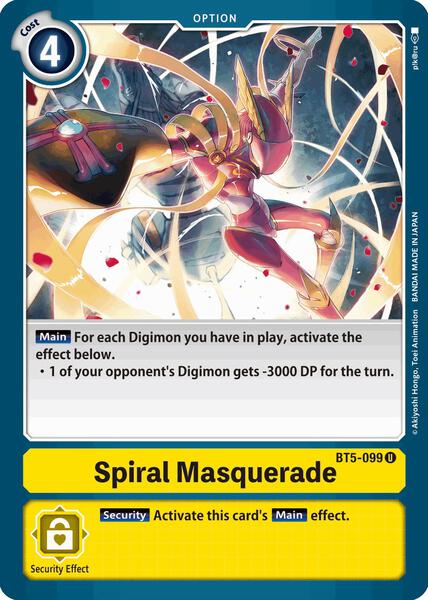 OPTION
Cost
4
plk@ru
© Akiyoshi Hongo, Toei Animation BANDAI MADE IN JAPAN
Main For each Digimon you have in play, activate the
effect below.
・1 of your opponent's Digimon gets -3000 DP for the turn.
BT5-099 U
Spiral Masquerade
Security Activate this card's Main effect.
Security Effect